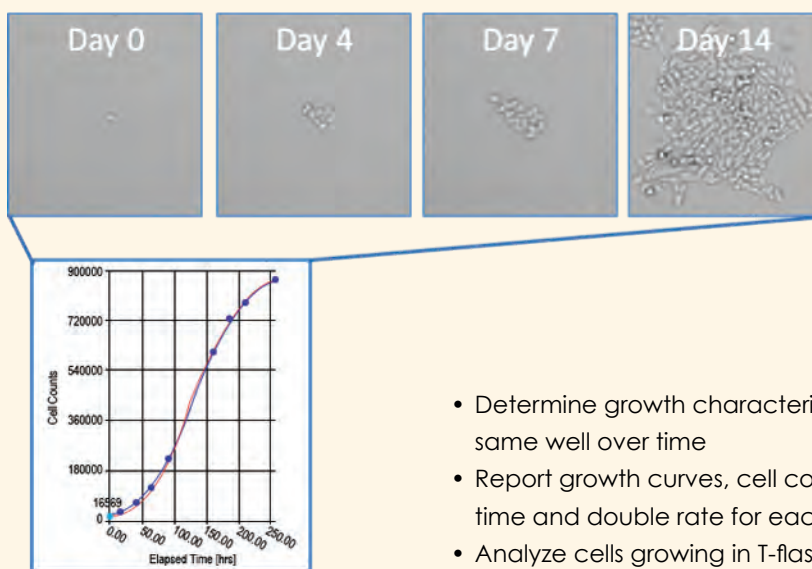 Day 0
Day 4
Day 7
Day 14
900000
720000
540000
360000
180000
16569
0
0.00
50.00
100.00
150.00
200.00
250.00
Cell Counts
Elapsed Time [hrs]
• Determine growth characteri
same well over time
• Report growth curves, cell co
time and double rate for eac
• Analyze cells growing in T-flas